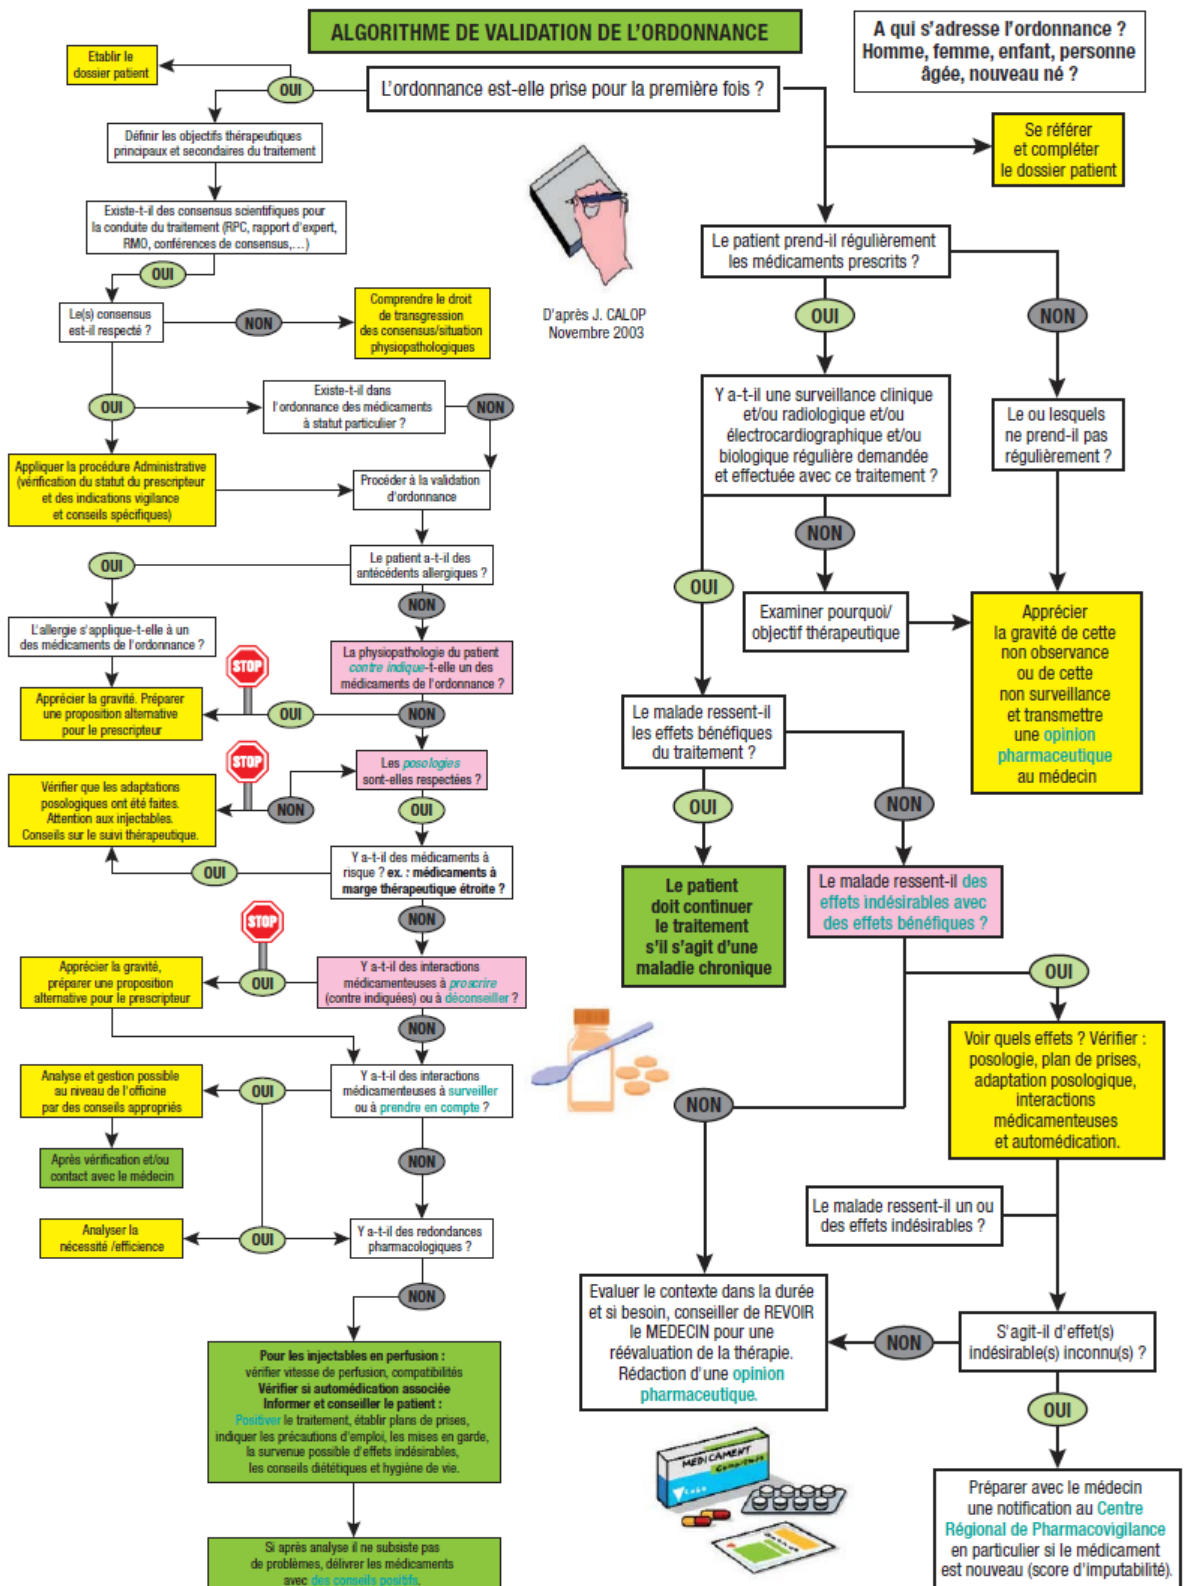 ALGORITHME DE VALIDATION DE L'ORDONNANCE
A qui s'adresse l'ordonnance ?
Homme, femme, enfant, personne
âgée, nouveau né ?
L'ordonnance est-elle prise pour la première fois ?
OUI
Etablir le
dossier patient
Définir les objectifs thérapeutiques
principaux et secondaires du traitement
Existe-t-il des consensus scientifiques pour
la conduite du traitement (RPC, rapport d'expert,
RMO, conférences de consensus,...)
OUI
Le(s) consensus
est-il respecté ?
NON
Comprendre le droit
de transgression
des consensus/situation
physiopathologiques
OUI
Existe-t-il dans
l'ordonnance des médicaments
à statut particulier ?
NON
Appliquer la procédure Administrative
(vérification du statut du prescripteur
et des indications vigilance
et conseils spécifiques)
Procéder à la validation
d'ordonnance
Le patient a-t-il des
antécédents allergiques ?
OUI
NON
L'allergie s'applique-t-elle à un
des médicaments de l'ordonnance ?
La physiopathologie du patient
contre indique-t-elle un des
médicaments de l'ordonnance ?
STOP
Apprécier la gravité. Préparer
une proposition alternative
pour le prescripteur
OUI
NON
Les posologies
sont-elles respectées ?
STOP
NON
OUI
Vérifier que les adaptations
posologiques ont été faites.
Attention aux injectables.
Conseils sur le suivi thérapeutique.
OUI
Y a-t-il des médicaments à
risque ? ex. : médicaments à
marge thérapeutique étroite ?
NON
STOP
Apprécier la gravité,
préparer une proposition
alternative pour le prescripteur
OUI
Y a-t-il des interactions
médicamenteuses à proscrire
(contre indiquées) ou à déconseiller ?
NON
Analyse et gestion possible
au niveau de l'officine
par des conseils appropriés
OUI
Y a-t-il des interactions
médicamenteuses à surveiller
ou à prendre en compte ?
Après vérification et/ou
contact avec le médecin
NON
Analyser la
nécessité /efficience
OUI
Y a-t-il des redondances
pharmacologiques ?
NON
Pour les injectables en perfusion :
vérifier vitesse de perfusion, compatibilités
Vérifier si automédication associée
Informer et conseiller le patient :
Positiver le traitement, établir plans de prises,
indiquer les précautions d'emploi, les mises en garde,
la survenue possible d'effets indésirables,
les conseils diététiques et hygiène de vie.
Si après analyse il ne subsiste pas
de problèmes, délivrer les médicaments
avec des conseils positifs.
D'après J. CALOP
Novembre 2003
Se référer
et compléter
le dossier patient
Le patient prend-il régulièrement
les médicaments prescrits ?
OUI
NON
Y a-t-il une surveillance clinique
et/ou radiologique et/ou
électrocardiographique et/ou
biologique régulière demandée
et effectuée avec ce traitement ?
Le ou lesquels
ne prend-il pas
régulièrement ?
NON
OUI
Examiner pourquoi/
objectif thérapeutique
Apprécier
la gravité de cette
non observance
ou de cette
non surveillance
et transmettre
une opinion
pharmaceutique
au médecin
Le malade ressent-il
les effets bénéfiques
du traitement ?
OUI
NON
Le patient
doit continuer
le traitement
s'il s'agit d'une
maladie chronique
Le malade ressent-il des
effets indésirables avec
des effets bénéfiques ?
OUI
NON
Voir quels effets ? Vérifier :
posologie, plan de prises,
adaptation posologique,
interactions
médicamenteuses
et automédication.
Le malade ressent-il un ou
des effets indésirables ?
Evaluer le contexte dans la durée
et si besoin, conseiller de REVOIR
le MEDECIN pour une
réévaluation de la thérapie.
Rédaction d'une opinion
pharmaceutique.
NON
S'agit-il d'effet(s)
indésirable(s) inconnu(s) ?
OUI
MEDICAMENT
Préparer avec le médecin
une notification au Centre
Régional de Pharmacovigilance
en particulier si le médicament
est nouveau (score d'imputabilité).